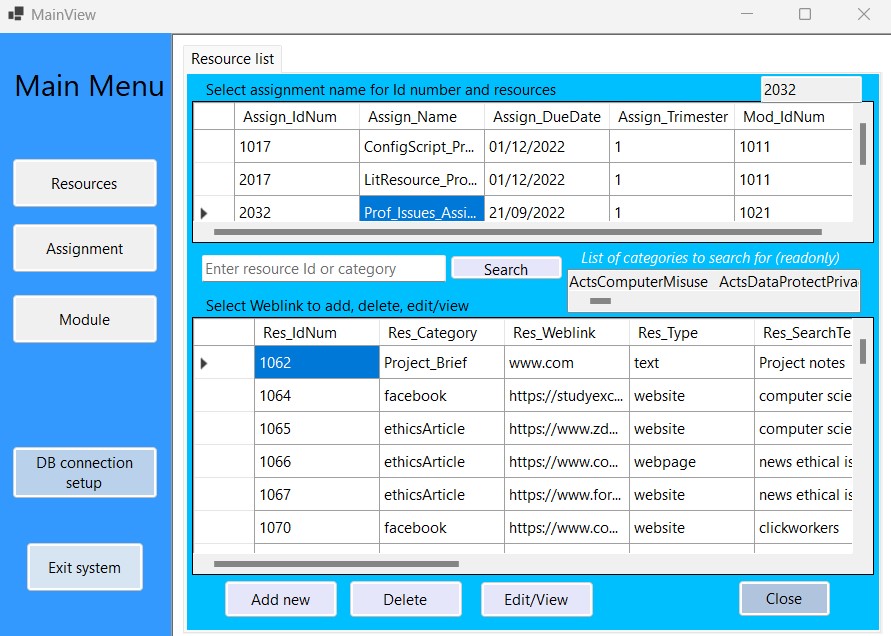 MainView
Main Menu
Resources
Assignment
Module
DB connection setup
Exit system
Resource list
Select assignment name for Id number and resources
2032
Assign_IdNum Assign_Name Assign_DueDate Assign_Trimester Mod_IdNum
1017 ConfigScript_Pr... 01/12/2022 1 1011
2017 LitResource_Pro... 01/12/2022 1 1011
2032 Prof_Issues_Assi... 21/09/2022 1 1021
Enter resource Id or category
Search
List of categories to search for (readonly)
ActsComputerMisuse ActsDataProtectPriva
Select Weblink to add, delete, edit/view
Res_IdNum Res_Category Res_Weblink Res_Type Res_SearchTe
1062 Project_Brief www.com text Project notes
1064 facebook https://studyexc... website computer scie
1065 ethicsArticle https://www.zd... website computer scie
1066 ethicsArticle https://www.co... webpage news ethical is
1067 ethicsArticle https://www.for... website news ethical is
1070 facebook https://www.co... website clickworkers
Add new
Delete
Edit/View
Close